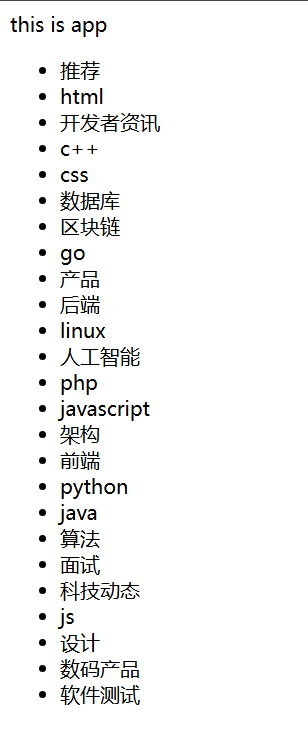 this is app
推荐
html
开发者资讯
c++
css
数据库
区块链
go
产品
后端
linux
人工智能
php
javascript
架构
前端
python
java
算法
面试
科技动态
js
设计
数码产品
软件测试